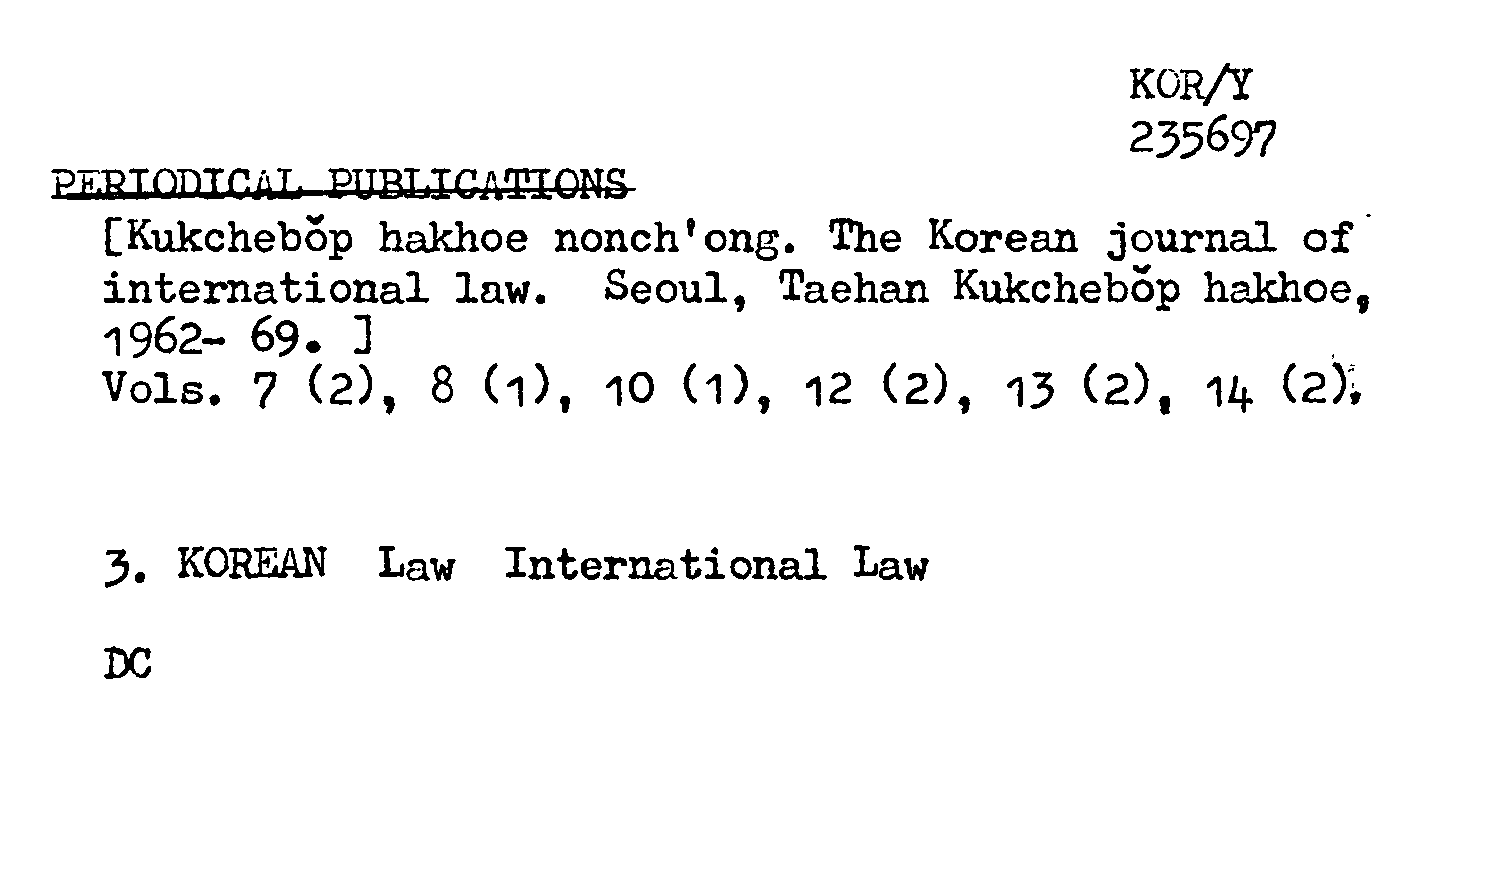 KOR/Y
235697
PERIODICAL PUBLICATIONS
[Kukchebŏp hakhoe nonch'ong. The Korean journal of
international law. Seoul, Taehan Kukchebŏp hakhoe,
1962- 69. ]
Vols. 7 (2), 8 (1), 10 (1), 12 (2), 13 (2), 14 (2).
3. KOREAN Law International Law
DC